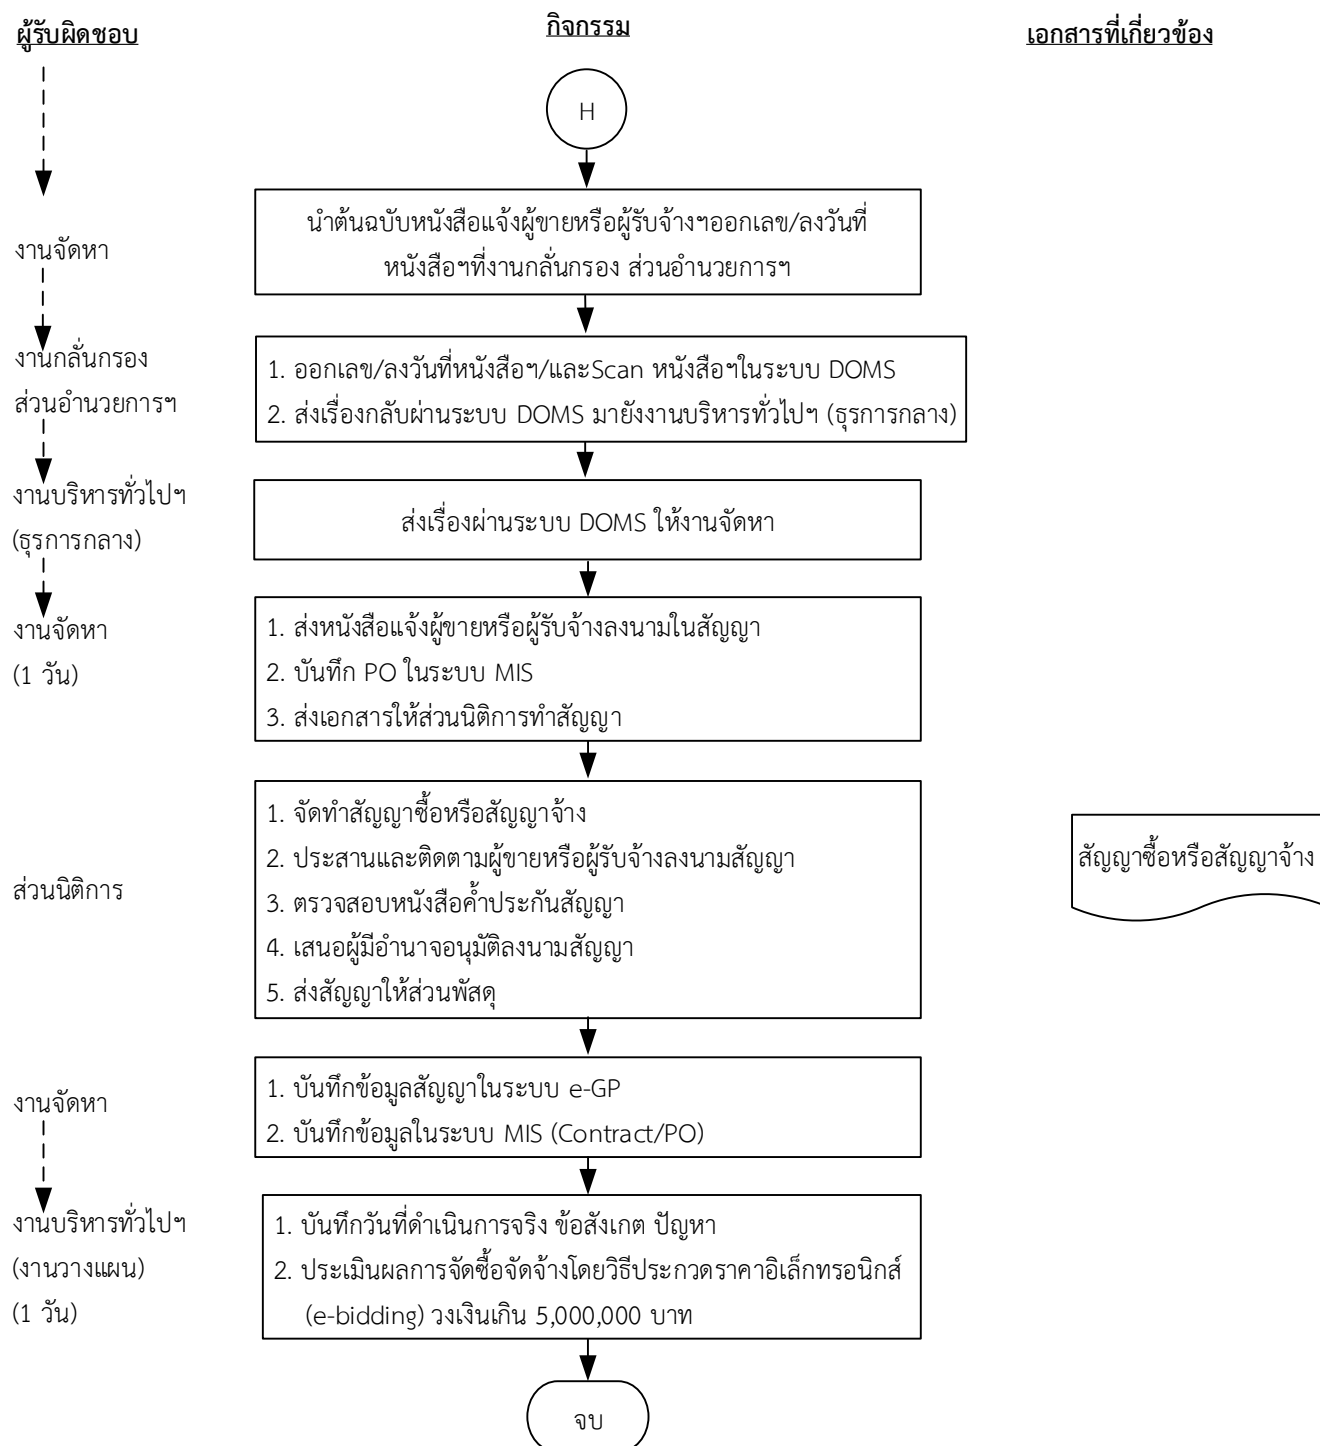 ผู้รับผิดชอบ
กิจกรรม
เอกสารที่เกี่ยวข้อง
H
งานจัดหา
นำต้นฉบับหนังสือแจ้งผู้ขายหรือผู้รับจ้างฯออกเลข/ลงวันที่
หนังสือฯที่งานกลั่นกรอง ส่วนอำนวยการฯ
งานกลั่นกรอง
ส่วนอำนวยการฯ
1. ออกเลข/ลงวันที่หนังสือฯ/และScan หนังสือฯในระบบ DOMS
2. ส่งเรื่องกลับผ่านระบบ DOMS มายังงานบริหารทั่วไปฯ (ธุรการกลาง)
งานบริหารทั่วไปฯ
(ธุรการกลาง)
ส่งเรื่องผ่านระบบ DOMS ให้งานจัดหา
งานจัดหา
(1 วัน)
1. ส่งหนังสือแจ้งผู้ขายหรือผู้รับจ้างลงนามในสัญญา
2. บันทึก PO ในระบบ MIS
3. ส่งเอกสารให้ส่วนนิติการทำสัญญา
ส่วนนิติการ
1. จัดทำสัญญาซื้อหรือสัญญาจ้าง
2. ประสานและติดตามผู้ขายหรือผู้รับจ้างลงนามสัญญา
3. ตรวจสอบหนังสือค้ำประกันสัญญา
4. เสนอผู้มีอำนาจอนุมัติลงนามสัญญา
5. ส่งสัญญาให้ส่วนพัสดุ
สัญญาซื้อหรือสัญญาจ้าง
งานจัดหา
1. บันทึกข้อมูลสัญญาในระบบ e-GP
2. บันทึกข้อมูลในระบบ MIS (Contract/PO)
งานบริหารทั่วไปฯ
(งานวางแผน)
(1 วัน)
1. บันทึกวันที่ดำเนินการจริง ข้อสังเกต ปัญหา
2. ประเมินผลการจัดซื้อจัดจ้างโดยวิธีประกวดราคาอิเล็กทรอนิกส์
(e-bidding) วงเงินเกิน 5,000,000 บาท
จบ